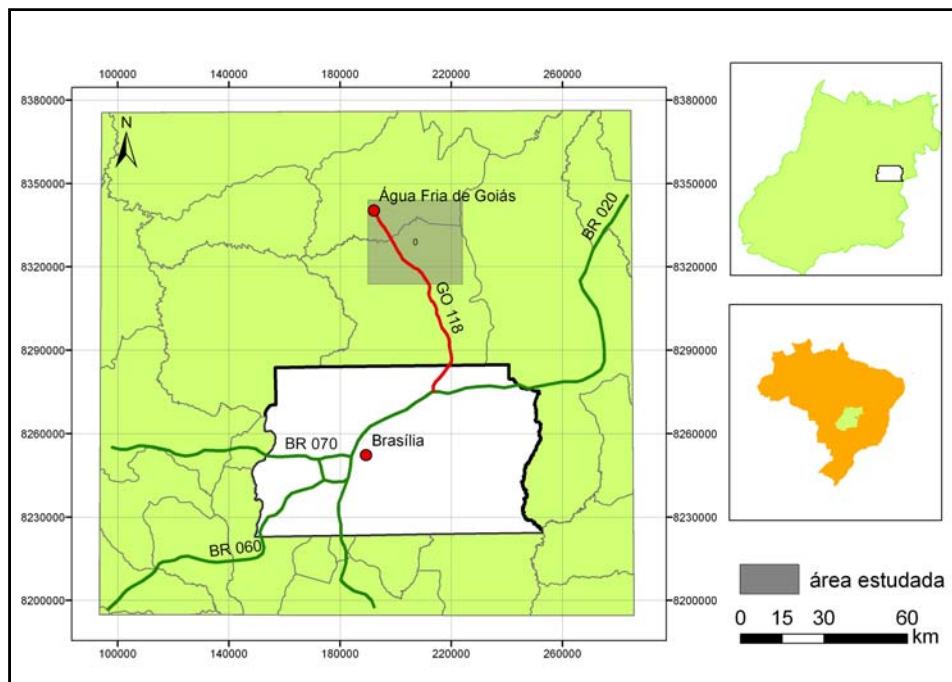 100000 140000 180000 220000 260000
8380000 8380000
N
Água Fria de Goiás
8350000 8350000
BR 020
0
8320000 8320000
GO 118
8290000 8290000
8260000 8260000
BR 070
Brasília
8230000 8230000
BR 060
8200000 8200000
100000 140000 180000 220000 260000
área estudada
0 15 30 60
km